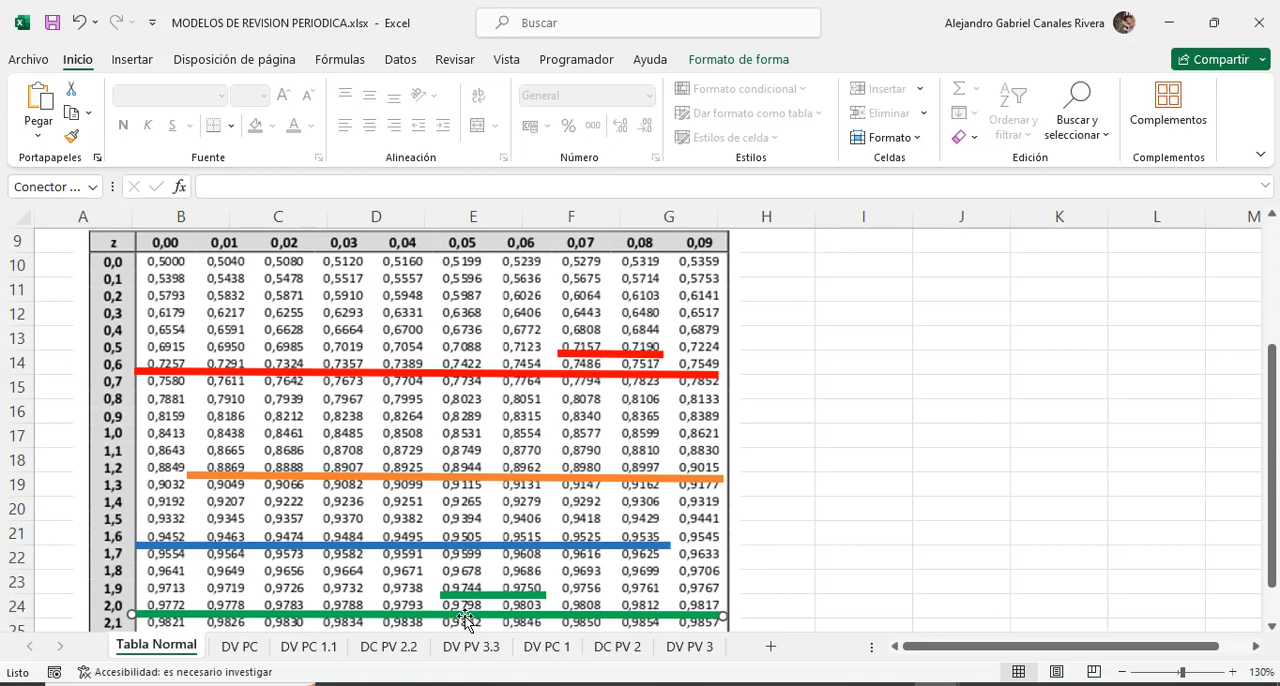 MODELOS DE REVISION PERIODICA.xlsx - Excel
Buscar
Alejandro Gabriel Canales Rivera
Archivo Inicio Insertar Disposición de página Fórmulas Datos Revisar Vista Programador Ayuda Formato de forma Compartir
Pegar
General
Formato condicional
Dar formato como tabla
Estilos de celda
Insertar
Eliminar
Formato
Ordenar y filtrar
Buscar y seleccionar
Complementos
Portapapeles Fuente Alineación Número Estilos Celdas Edición Complementos
Conector ... fx
A B C D E F G H I J K L M
9 z 0,00 0,01 0,02 0,03 0,04 0,05 0,06 0,07 0,08 0,09
10 0,0 0,5000 0,5040 0,5080 0,5120 0,5160 0,5199 0,5239 0,5279 0,5319 0,5359
11 0,1 0,5398 0,5438 0,5478 0,5517 0,5557 0,5596 0,5636 0,5675 0,5714 0,5753
0,2 0,5793 0,5832 0,5871 0,5910 0,5948 0,5987 0,6026 0,6064 0,6103 0,6141
12 0,3 0,6179 0,6217 0,6255 0,6293 0,6331 0,6368 0,6406 0,6443 0,6480 0,6517
13 0,4 0,6554 0,6591 0,6628 0,6664 0,6700 0,6736 0,6772 0,6808 0,6844 0,6879
0,5 0,6915 0,6950 0,6985 0,7019 0,7054 0,7088 0,7123 0,7157 0,7190 0,7224
14 0,6 0,7257 0,7291 0,7324 0,7357 0,7389 0,7422 0,7454 0,7486 0,7517 0,7549
15 0,7 0,7580 0,7611 0,7642 0,7673 0,7704 0,7734 0,7764 0,7794 0,7823 0,7852
0,8 0,7881 0,7910 0,7939 0,7967 0,7995 0,8023 0,8051 0,8078 0,8106 0,8133
16 0,9 0,8159 0,8186 0,8212 0,8238 0,8264 0,8289 0,8315 0,8340 0,8365 0,8389
17 1,0 0,8413 0,8438 0,8461 0,8485 0,8508 0,8531 0,8554 0,8577 0,8599 0,8621
1,1 0,8643 0,8665 0,8686 0,8708 0,8729 0,8749 0,8770 0,8790 0,8810 0,8830
18 1,2 0,8849 0,8869 0,8888 0,8907 0,8925 0,8944 0,8962 0,8980 0,8997 0,9015
19 1,3 0,9032 0,9049 0,9066 0,9082 0,9099 0,9115 0,9131 0,9147 0,9162 0,9177
20 1,4 0,9192 0,9207 0,9222 0,9236 0,9251 0,9265 0,9279 0,9292 0,9306 0,9319
1,5 0,9332 0,9345 0,9357 0,9370 0,9382 0,9394 0,9406 0,9418 0,9429 0,9441
21 1,6 0,9452 0,9463 0,9474 0,9484 0,9495 0,9505 0,9515 0,9525 0,9535 0,9545
22 1,7 0,9554 0,9564 0,9573 0,9582 0,9591 0,9599 0,9608 0,9616 0,9625 0,9633
1,8 0,9641 0,9649 0,9656 0,9664 0,9671 0,9678 0,9686 0,9693 0,9699 0,9706
23 1,9 0,9713 0,9719 0,9726 0,9732 0,9738 0,9744 0,9750 0,9756 0,9761 0,9767
24 2,0 0,9772 0,9778 0,9783 0,9788 0,9793 0,9798 0,9803 0,9808 0,9812 0,9817
25 2,1 0,9821 0,9826 0,9830 0,9834 0,9838 0,9846 0,9850 0,9854 0,9857
Tabla Normal DV PC DV PC 1.1 DC PV 2.2 DV PV 3.3 DV PC 1 DC PV 2 DV PV 3
Listo Accesibilidad: es necesario investigar 130%